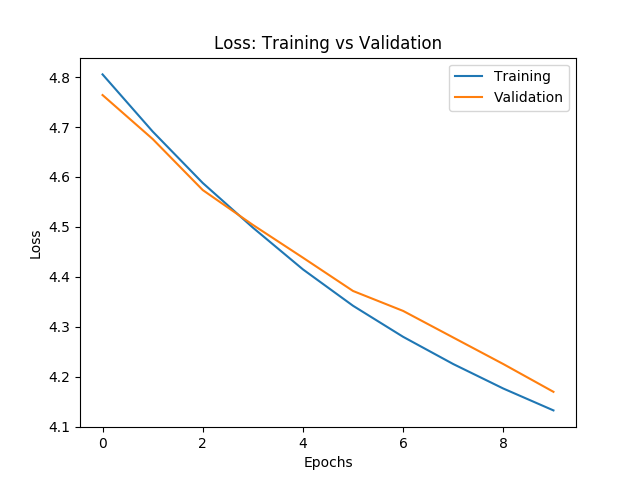 Loss: Training vs Validation
Training
Validation
4.8
4.7
4.6
4.5
4.4
4.3
4.2
4.1
Loss
0 2 4 6 8
Epochs